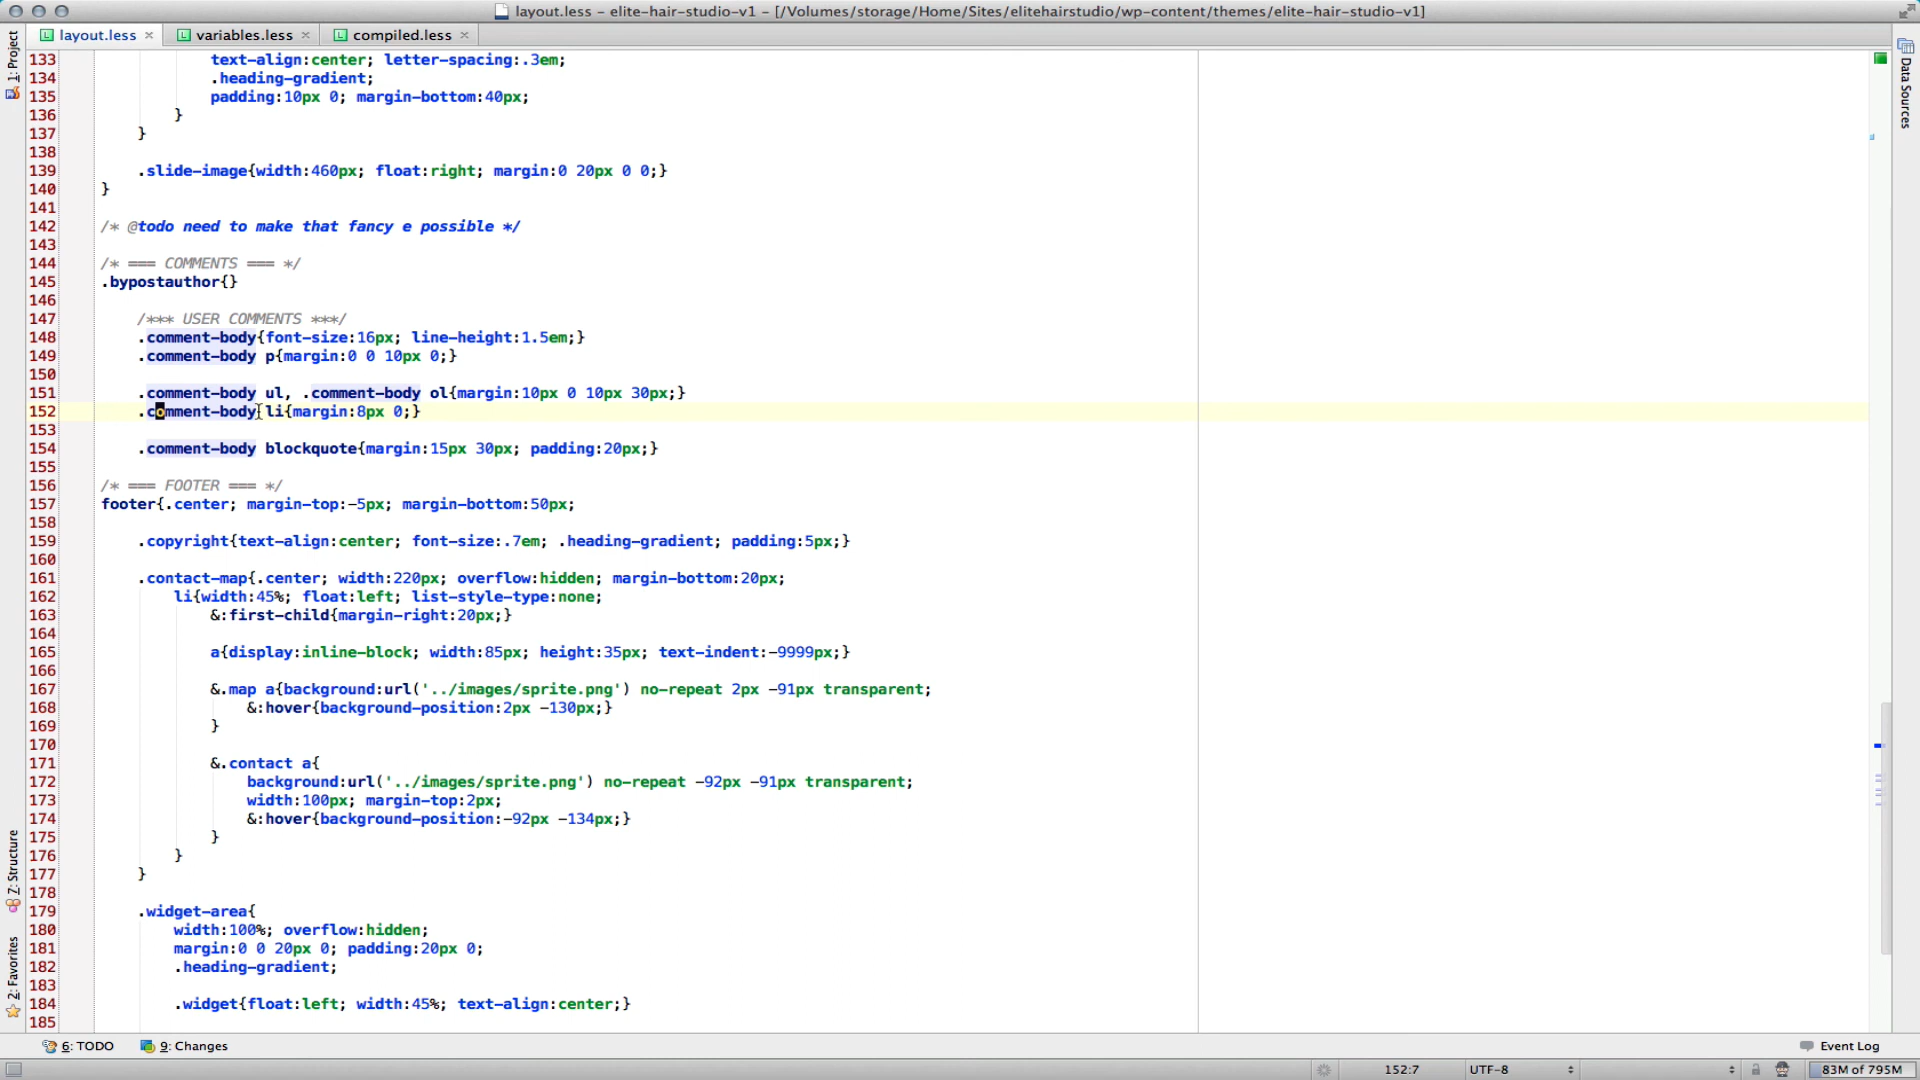 layout.less – elite-hair-studio-v1 – [/Volumes/storage/Home/Sites/elitehairstudio/wp-content/themes/elite-hair-studio-v1]
layout.less × variables.less × compiled.less ×
1: Project
Data Sources
133 text-align:center; letter-spacing:.3em;
134 .heading-gradient;
135 padding:10px 0; margin-bottom:40px;
136 }
137 }
138
139 .slide-image{width:460px; float:right; margin:0 20px 0 0;}
140 }
141
142 /* @todo need to make that fancy e possible */
143
144 /* === COMMENTS === */
145 .bypostauthor{}
146
147 /*** USER COMMENTS ***/
148 .comment-body{font-size:16px; line-height:1.5em;}
149 .comment-body p{margin:0 0 10px 0;}
150
151 .comment-body ul, .comment-body ol{margin:10px 0 10px 30px;}
152 .comment-body li{margin:8px 0;}
153
154 .comment-body blockquote{margin:15px 30px; padding:20px;}
155
156 /* === FOOTER === */
157 footer{.center; margin-top:-5px; margin-bottom:50px;
158
159 .copyright{text-align:center; font-size:.7em; .heading-gradient; padding:5px;}
160
161 .contact-map{.center; width:220px; overflow:hidden; margin-bottom:20px;
162 li{width:45%; float:left; list-style-type:none;
163 &:first-child{margin-right:20px;}
164
165 a{display:inline-block; width:85px; height:35px; text-indent:-9999px;}
166
167 &.map a{background:url('../images/sprite.png') no-repeat 2px -91px transparent;
168 &:hover{background-position:2px -130px;}
169 }
170
171 &.contact a{
172 background:url('../images/sprite.png') no-repeat -92px -91px transparent;
173 width:100px; margin-top:2px;
174 &:hover{background-position:-92px -134px;}
175 }
176 }
177 }
178
179 .widget-area{
180 width:100%; overflow:hidden;
181 margin:0 0 20px 0; padding:20px 0;
182 .heading-gradient;
183
184 .widget{float:left; width:45%; text-align:center;}
185
7: Structure
2: Favorites
6: TODO 9: Changes Event Log
152:7 UTF-8 83M of 795M